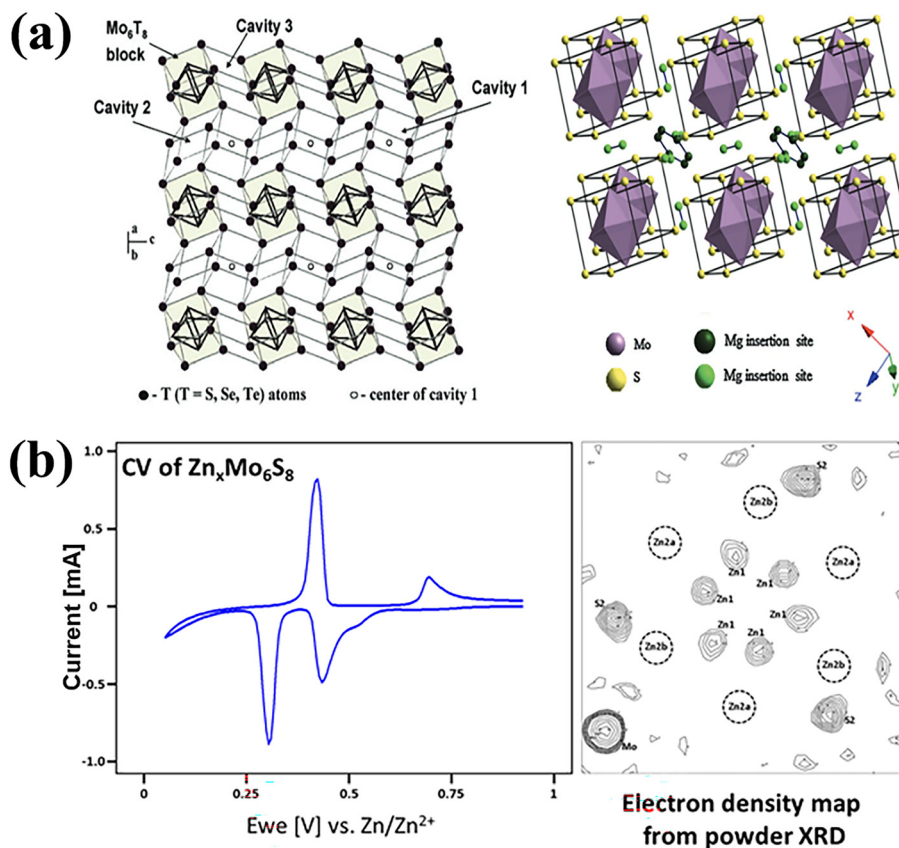 (a)
Mo6T8
block
Cavity 3
Cavity 2
Cavity 1
a
c
b
● - T (T = S, Se, Te) atoms
○ - center of cavity 1
Mo
Mg insertion site
S
Mg insertion site
x
z
y
(b)
CV of ZnxMo6S8
Current [mA]
1.0
0.5
0
-0.5
-1.0
0
0.25
0.5
0.75
1
Ewe [V] vs. Zn/Zn2+
S2
Zn2b
Zn2a
Zn2a
Zn1
Zn1
Zn1
S2
Zn1
Zn1
Zn1
Zn2b
Zn2b
Zn2a
S2
Mo
Electron density map
from powder XRD